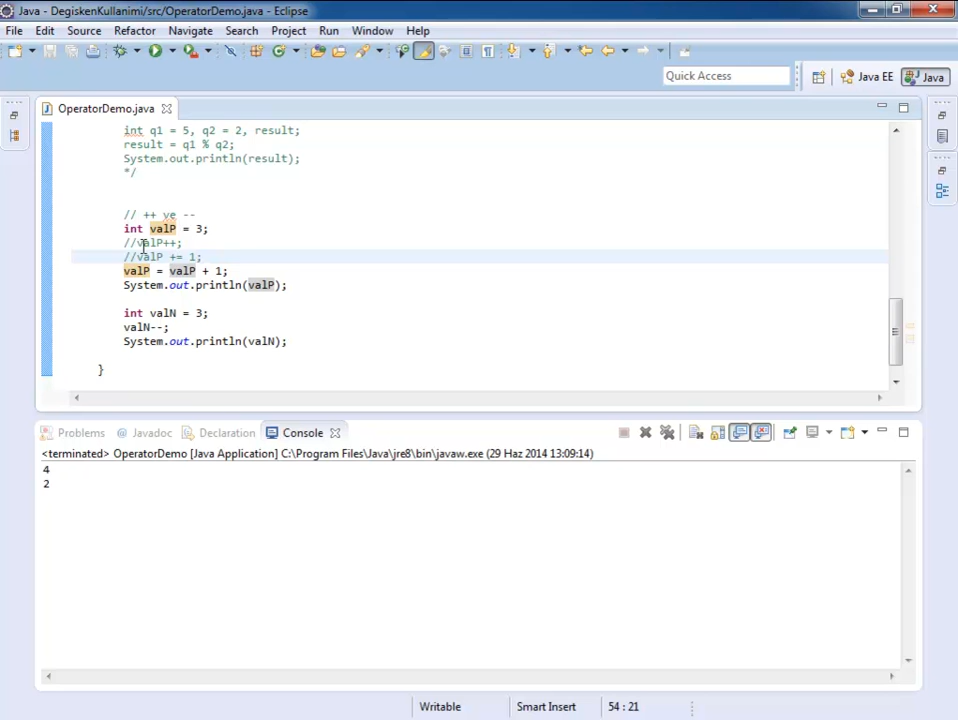 Java - DegiskenKullanimi/src/OperatorDemo.java - Eclipse
File Edit Source Refactor Navigate Search Project Run Window Help
Quick Access
Java EE
Java
OperatorDemo.java
int q1 = 5, q2 = 2, result;
result = q1 % q2;
System.out.println(result);
*/
// ++ ve --
int valP = 3;
//valP++;
//valP += 1;
valP = valP + 1;
System.out.println(valP);
int valN = 3;
valN--;
System.out.println(valN);
}
Problems @ Javadoc Declaration Console
<terminated> OperatorDemo [Java Application] C:\Program Files\Java\jre8\bin\javaw.exe (29 Haz 2014 13:09:14)
4
2
Writable Smart Insert 54 : 21